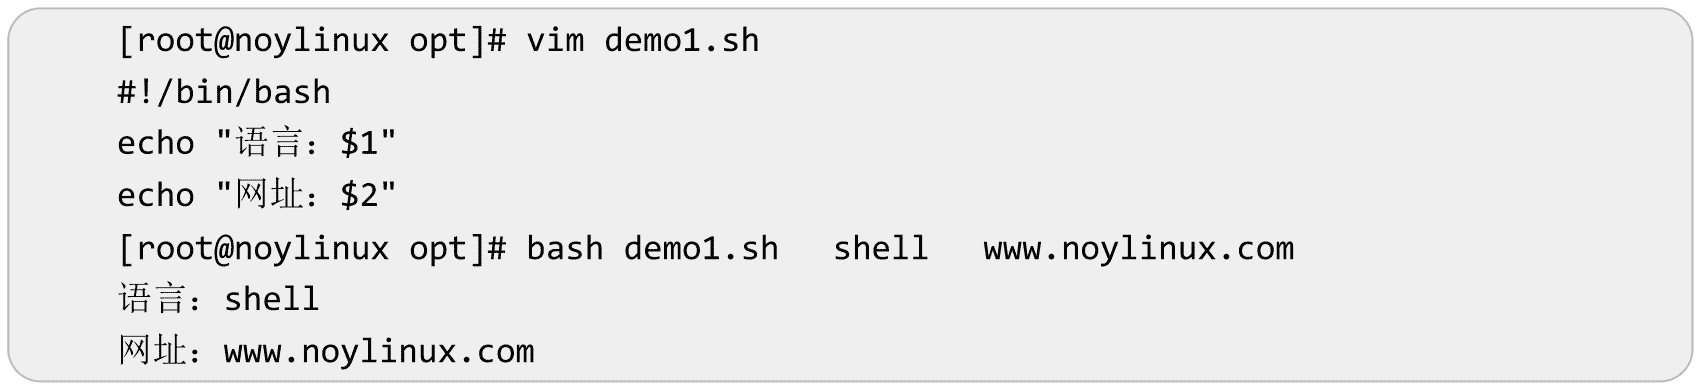 [root@noylinux opt]# vim demo1.sh
#!/bin/bash
echo "语言：$1"
echo "网址：$2"
[root@noylinux opt]# bash demo1.sh   shell   www.noylinux.com
语言：shell
网址：www.noylinux.com